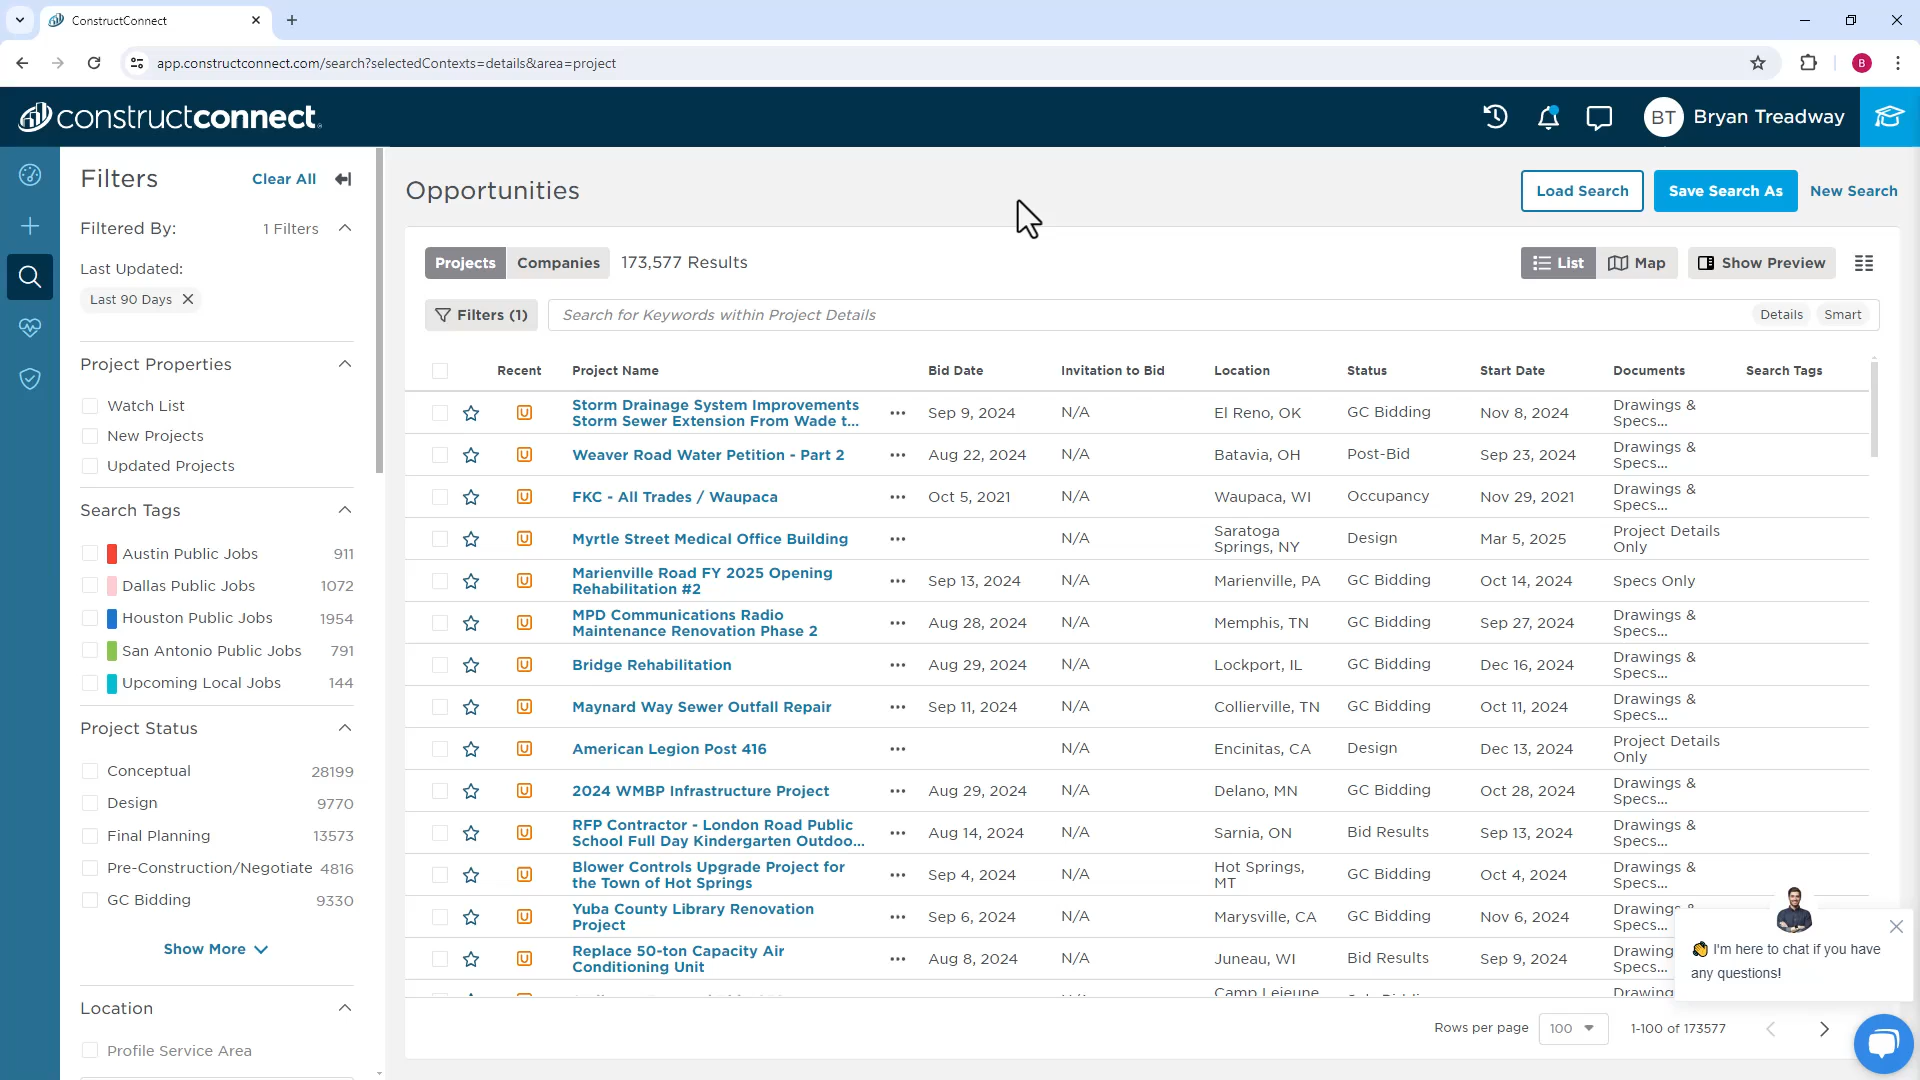 ConstructConnect
app.constructconnect.com/search?selectedContexts=details&area=project
B
constructconnect.
BT Bryan Treadway
Filters Clear All
Filtered By: 1 Filters
Last Updated:
Last 90 Days
Project Properties
Watch List
New Projects
Updated Projects
Search Tags
Austin Public Jobs 911
Dallas Public Jobs 1072
Houston Public Jobs 1954
San Antonio Public Jobs 791
Upcoming Local Jobs 144
Project Status
Conceptual 28199
Design 9770
Final Planning 13573
Pre-Construction/Negotiate 4816
GC Bidding 9330
Show More
Location
Profile Service Area
Opportunities
Load Search Save Search As New Search
Projects Companies 173,577 Results
List Map Show Preview
Filters (1) Search for Keywords within Project Details Details Smart
Recent Project Name Bid Date Invitation to Bid Location Status Start Date Documents Search Tags
U Storm Drainage System Improvements
Storm Sewer Extension From Wade t... ••• Sep 9, 2024 N/A El Reno, OK GC Bidding Nov 8, 2024 Drawings &
Specs...
U Weaver Road Water Petition - Part 2 ••• Aug 22, 2024 N/A Batavia, OH Post-Bid Sep 23, 2024 Drawings &
Specs...
U FKC - All Trades / Waupaca ••• Oct 5, 2021 N/A Waupaca, WI Occupancy Nov 29, 2021 Drawings &
Specs...
U Myrtle Street Medical Office Building ••• N/A Saratoga
Springs, NY Design Mar 5, 2025 Project Details
Only
U Marienville Road FY 2025 Opening
Rehabilitation #2 ••• Sep 13, 2024 N/A Marienville, PA GC Bidding Oct 14, 2024 Specs Only
U MPD Communications Radio
Maintenance Renovation Phase 2 ••• Aug 28, 2024 N/A Memphis, TN GC Bidding Sep 27, 2024 Drawings &
Specs...
U Bridge Rehabilitation ••• Aug 29, 2024 N/A Lockport, IL GC Bidding Dec 16, 2024 Drawings &
Specs...
U Maynard Way Sewer Outfall Repair ••• Sep 11, 2024 N/A Collierville, TN GC Bidding Oct 11, 2024 Drawings &
Specs...
U American Legion Post 416 ••• N/A Encinitas, CA Design Dec 13, 2024 Project Details
Only
U 2024 WMBP Infrastructure Project ••• Aug 29, 2024 N/A Delano, MN GC Bidding Oct 28, 2024 Drawings &
Specs...
U RFP Contractor - London Road Public
School Full Day Kindergarten Outdoo... ••• Aug 14, 2024 N/A Sarnia, ON Bid Results Sep 13, 2024 Drawings &
Specs...
U Blower Controls Upgrade Project for
the Town of Hot Springs ••• Sep 4, 2024 N/A Hot Springs,
MT GC Bidding Oct 4, 2024 Drawings &
Specs...
U Yuba County Library Renovation
Project ••• Sep 6, 2024 N/A Marysville, CA GC Bidding Nov 6, 2024 Drawings
Specs...
U Replace 50-ton Capacity Air
Conditioning Unit ••• Aug 8, 2024 N/A Juneau, WI Bid Results Sep 9, 2024 Drawing
Specs...
Camp Lejeune Drawing
I'm here to chat if you have
any questions!
Rows per page 100 1-100 of 173577